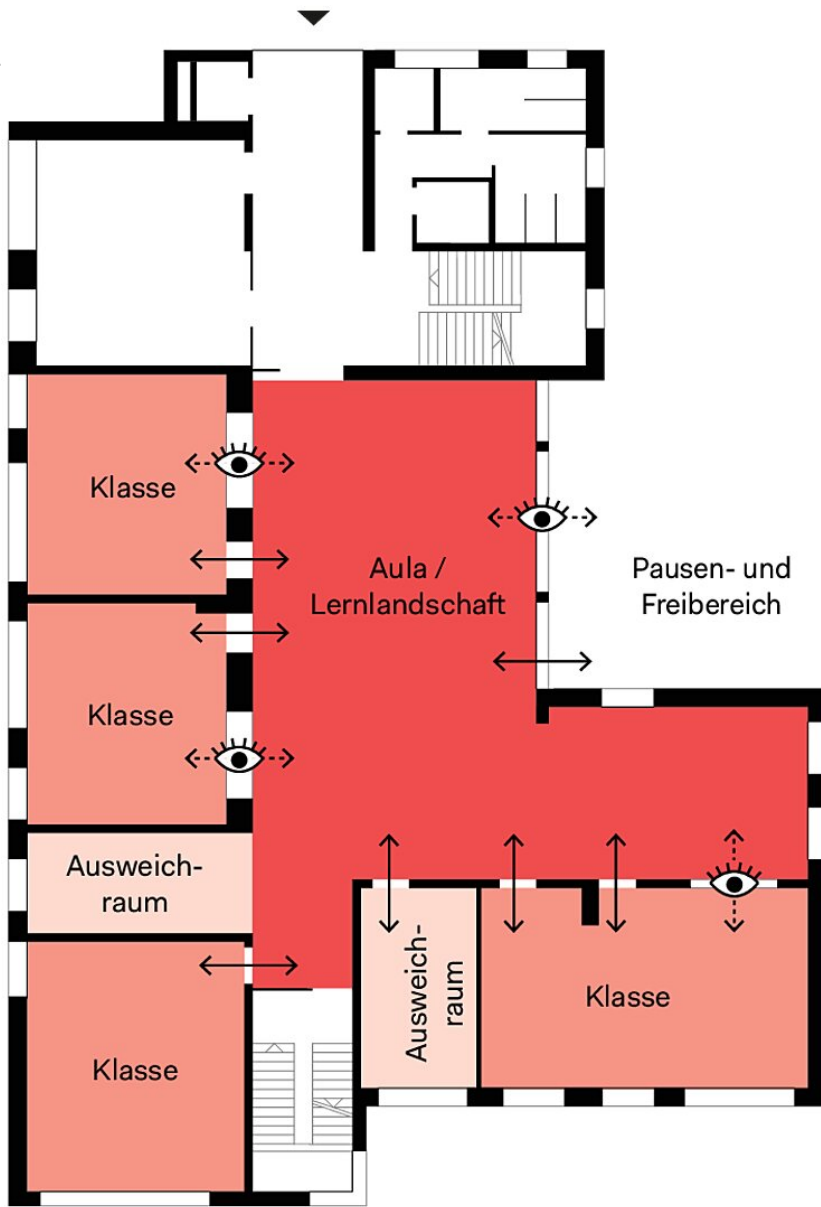 Klasse
Aula /
Lernlandschaft
Pausen- und
Freibereich
Klasse
Ausweich-
raum
Klasse
Ausweich-
raum
Klasse